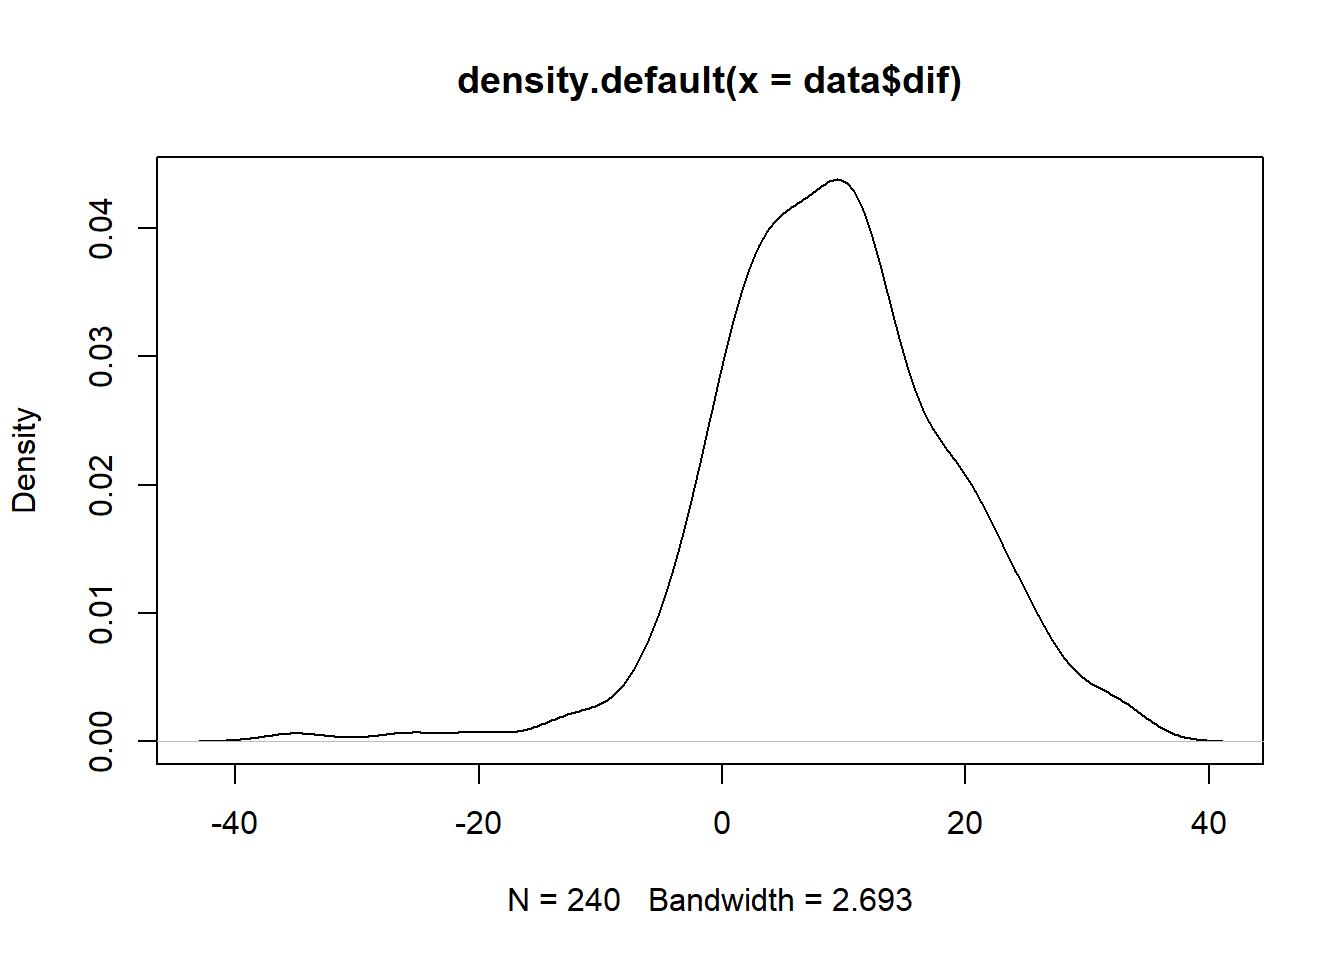 density.default(x = data$dif)
Density
0.04
0.03
0.02
0.01
0.00
-40 -20 0 20 40
N = 240 Bandwidth = 2.693